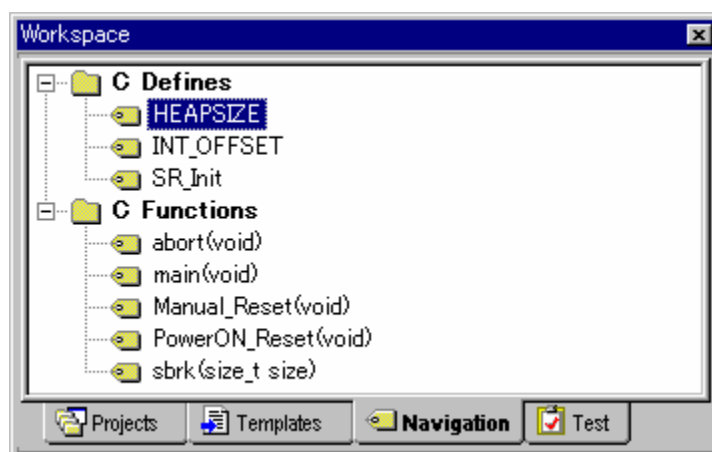 Workspace
C Defines
HEAPSIZE
INT_OFFSET
SR_Init
C Functions
abort(void)
main(void)
Manual_Reset(void)
PowerON_Reset(void)
sbrk(size_t size)
Projects Templates Navigation Test